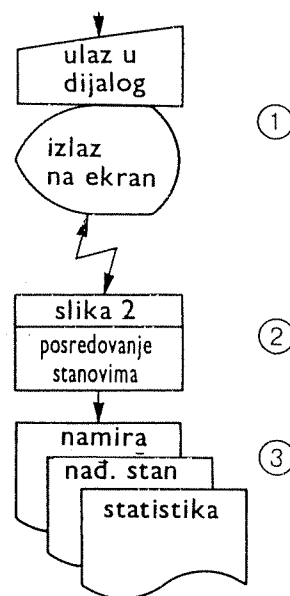 ulaz u
dijalog
1
izlaz
na ekran
slika 2
2
posredovanje
stanovima
namira
3
nađ. stan
statistika